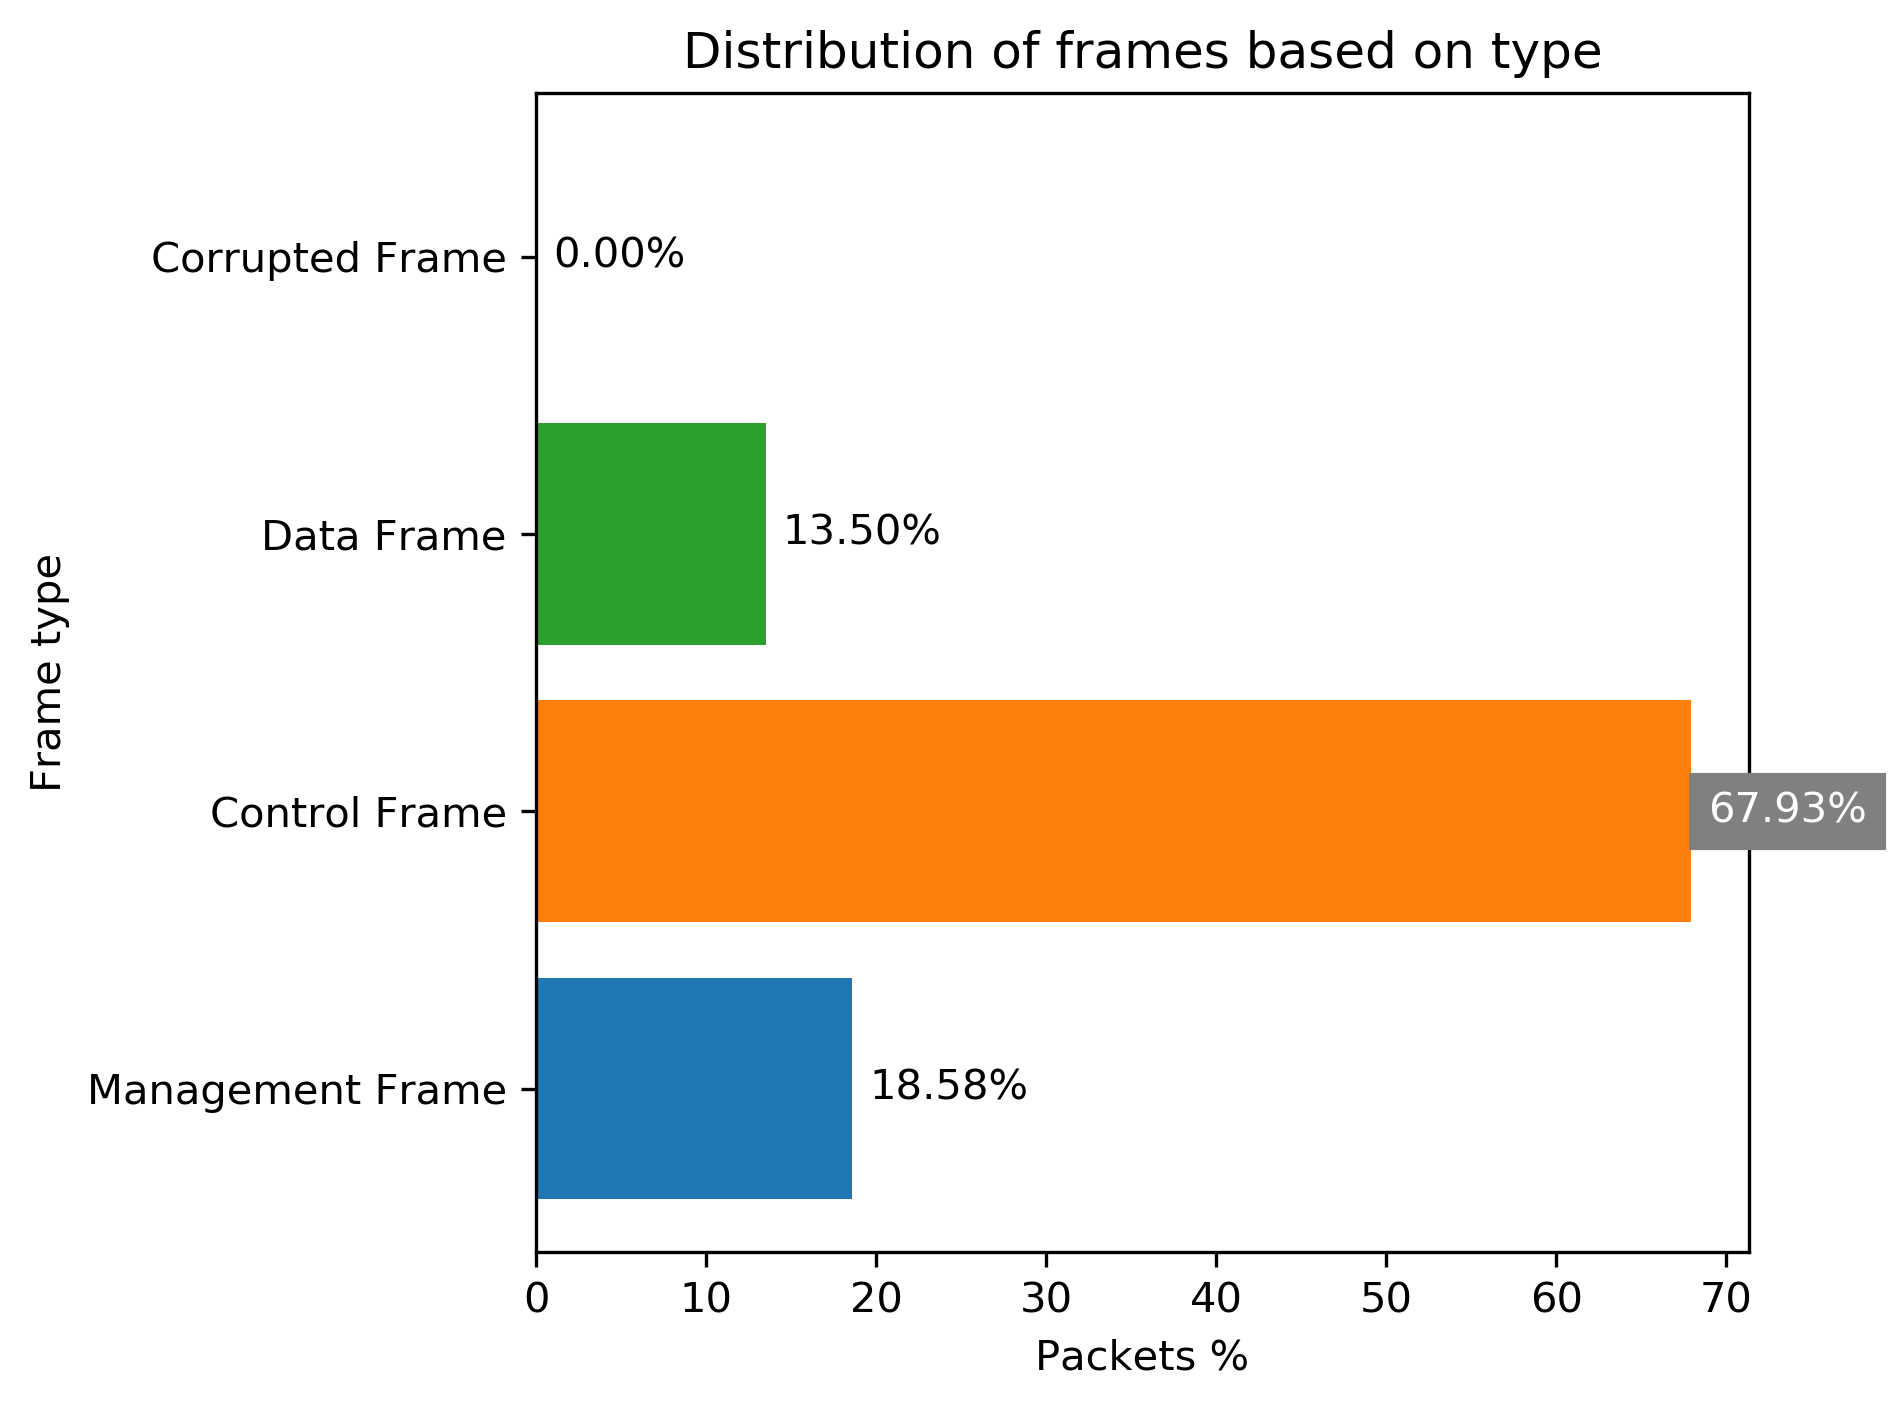 Distribution of frames based on type
Corrupted Frame
0.00%
Data Frame
13.50%
Frame type
Control Frame
67.93%
Management Frame
18.58%
0 10 20 30 40 50 60 70
Packets %